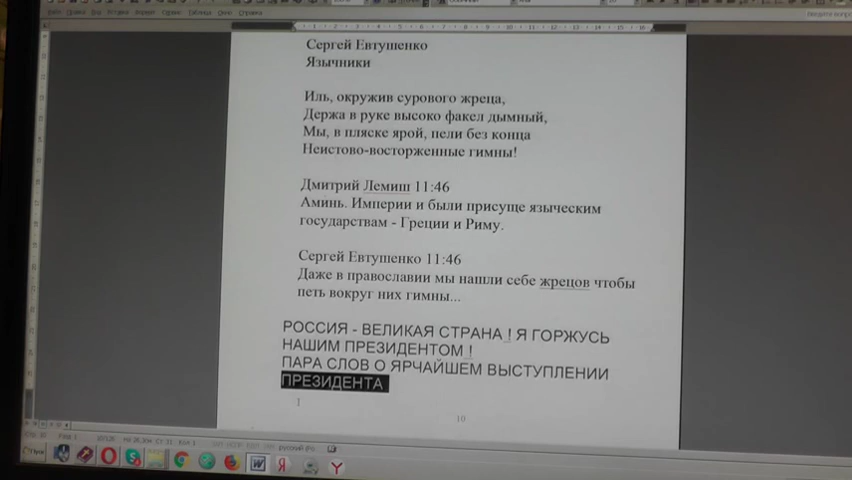 Сергей Евтушенко
Язычники
Иль, окружив сурового жреца,
Держа в руке высоко факел дымный,
Мы, в пляске ярой, пели без конца
Неистово-восторженные гимны!
Дмитрий Лемиш 11:46
Аминь. Империи и были присуще языческим
государствам - Греции и Риму.
Сергей Евтушенко 11:46
Даже в православии мы нашли себе жрецов чтобы
петь вокруг них гимны...
РОССИЯ - ВЕЛИКАЯ СТРАНА ! Я ГОРЖУСЬ
НАШИМ ПРЕЗИДЕНТОМ !
ПАРА СЛОВ О ЯРЧАЙШЕМ ВЫСТУПЛЕНИИ
ПРЕЗИДЕНТА
10
Пуск